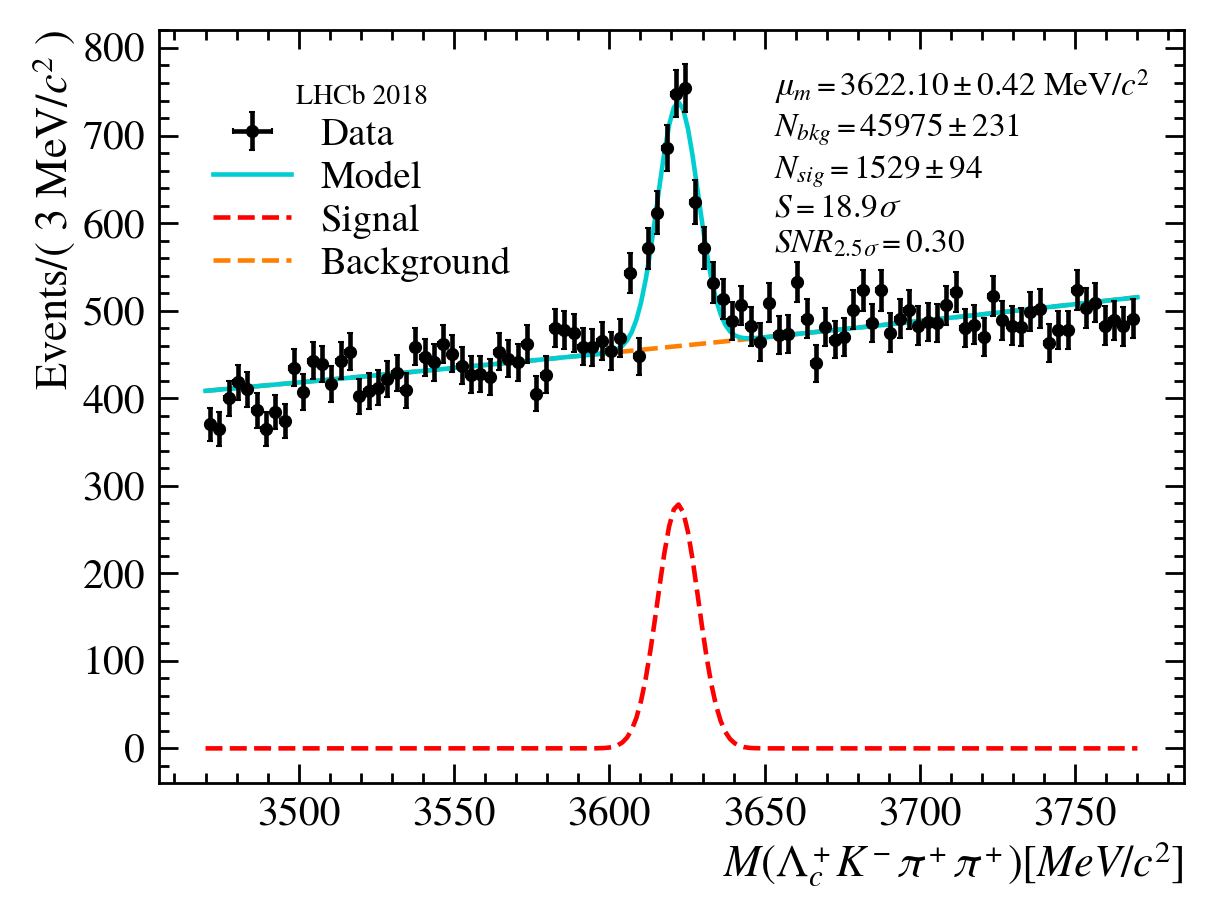 Events/( 3 MeV/c² )
800
700
600
500
400
300
200
100
0
LHCb 2018
Data
Model
Signal
Background
μₘ = 3622.10 ± 0.42 MeV/c²
N_bkg = 45975 ± 231
N_sig = 1529 ± 94
S = 18.9 σ
SNR_2.5σ = 0.30
3500 3550 3600 3650 3700 3750
M(Λ_c⁺K⁻π⁺π⁺)[MeV/c²]